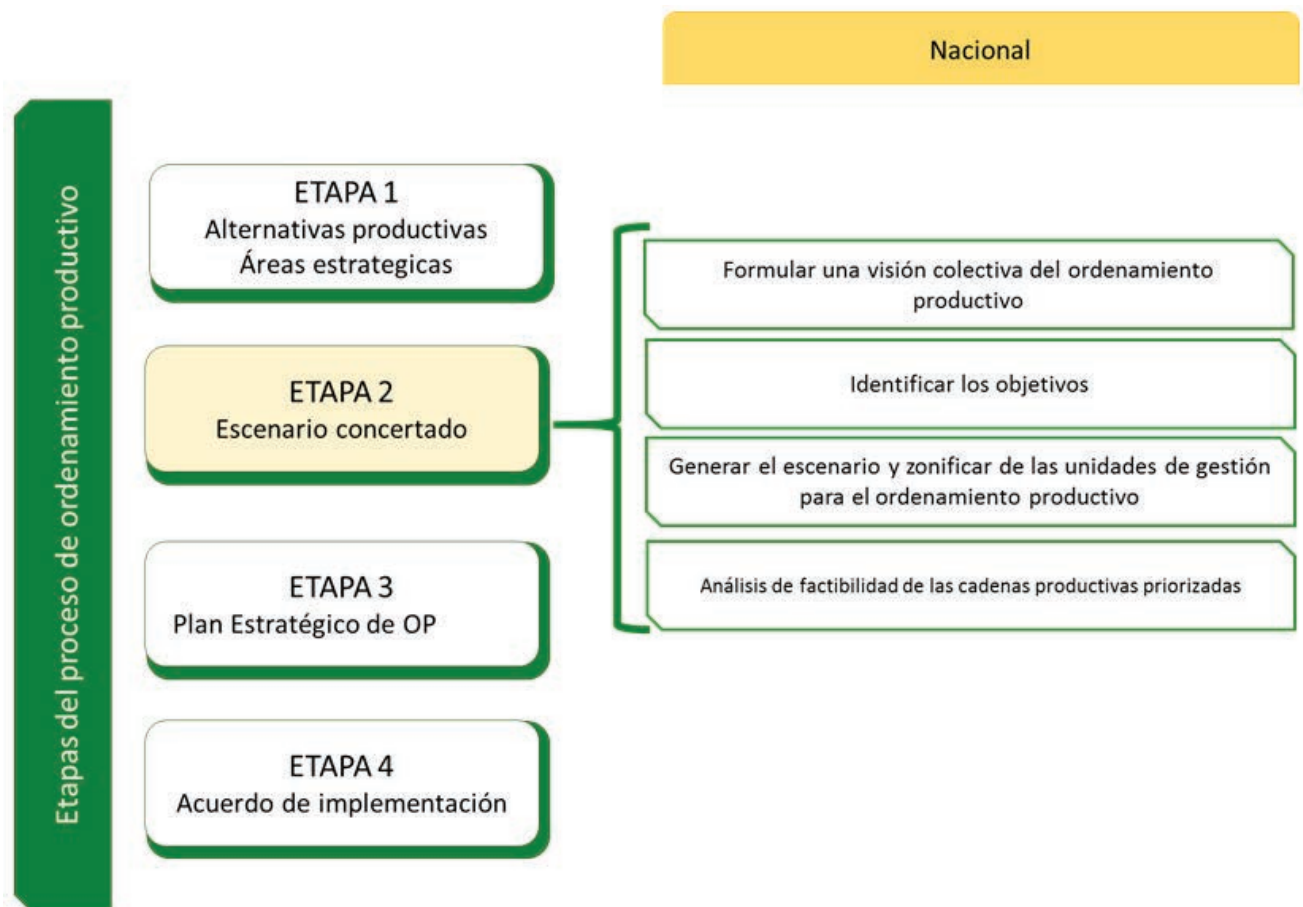 Nacional
Etapas del proceso de ordenamiento productivo
ETAPA 1
Alternativas productivas
Áreas estrategicas
ETAPA 2
Escenario concertado
ETAPA 3
Plan Estratégico de OP
ETAPA 4
Acuerdo de implementación
Formular una visión colectiva del ordenamiento
productivo
Identificar los objetivos
Generar el escenario y zonificar de las unidades de gestión
para el ordenamiento productivo
Análisis de factibilidad de las cadenas productivas priorizadas